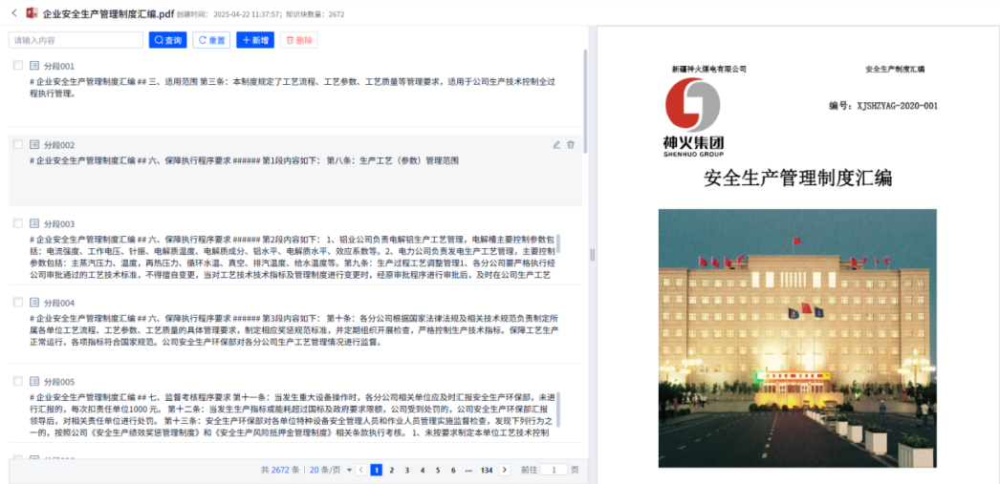 企业安全生产管理制度汇编.pdf 创建时间： 2025-04-22 11:37:57；知识块数量：2672
请输入内容 查询 重置 +新增 删除
分段001
# 企业安全生产管理制度汇编 ## 三、适用范围 第三条：本制度规定了工艺流程、工艺参数、工艺质量等管理要求，适用于公司生产技术控制全过
程执行管理。
分段002
# 企业安全生产管理制度汇编 ## 六、保障执行程序要求 ###### 第1段内容如下： 第八条：生产工艺（参数）管理范围
分段003
# 企业安全生产管理制度汇编 ## 六、保障执行程序要求 ###### 第2段内容如下： 1、铝业公司负责电解铝生产工艺管理，电解槽主要控制参数包
括：电流强度、工作电压、针振、电解质温度、电解质成分、铝水平、电解质水平、效应系数等。2、电力公司负责发电生产工艺管理，主要控制
参数包括：主蒸汽压力、温度，再热压力、循环水温、真空、排汽温度、给水温度等。第九条：生产过程工艺调整管理1、各分公司要严格执行经
公司审批通过的工艺技术标准，不得擅自变更，当对工艺技术技术指标及管理制度进行变更时，经原审批程序进行审批后，及时在公司生产工艺
分段004
# 企业安全生产管理制度汇编 ## 六、保障执行程序要求 ###### 第3段内容如下： 第十条：各分公司根据国家法律法规及相关技术规范负责制定所
属各单位工艺流程、工艺参数、工艺质量的具体管理要求，制定相应奖惩规范标准，并定期组织开展检查，严格控制生产技术指标。保障工艺生产
正常运行，各项指标符合国家规范。公司安全生产环保部对各分公司生产工艺管理情况进行监督。
分段005
# 企业安全生产管理制度汇编 ## 七、监督考核程序要求 第十一条：当发生重大设备操作时，各分公司相关单位应及时汇报安全生产环保部，未进
行汇报的，每次扣责任单位1000 元。 第十二条：当发生生产指标或能耗超过国标及政府要求限额，公司受到处罚的，公司安全生产环保部汇报
领导后，对相关责任单位进行处罚。 第十三条：安全生产环保部对各单位特种设备安全管理人员和作业人员管理实施监督检查，发现下列行为之
一的，按照公司《安全生产绩效奖惩管理制度》和《安全生产风险抵押金管理制度》相关条款执行考核。 1、未按要求制定本单位工艺技术控制
共 2672 条 20 条/页 1 2 3 4 5 6 ••• 134 前往 1 页
新疆神火煤电有限公司 安全生产制度汇编
编号：XJSHZYAG-2020-001
神火集团
SHENHUO GROUP
安全生产管理制度汇编